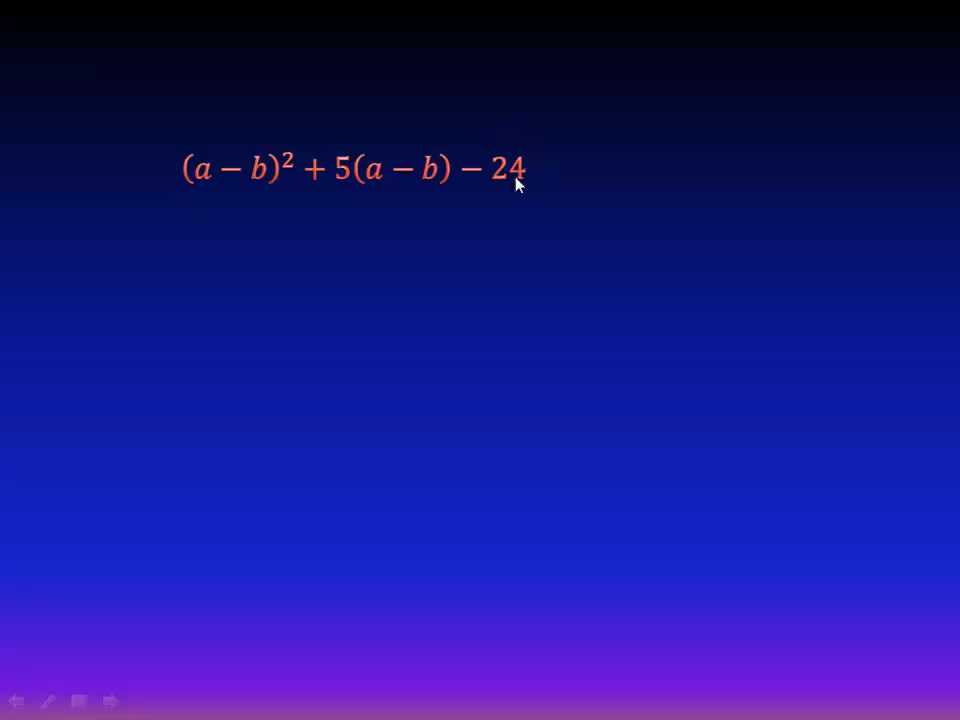 (a − b)² + 5(a − b) − 24